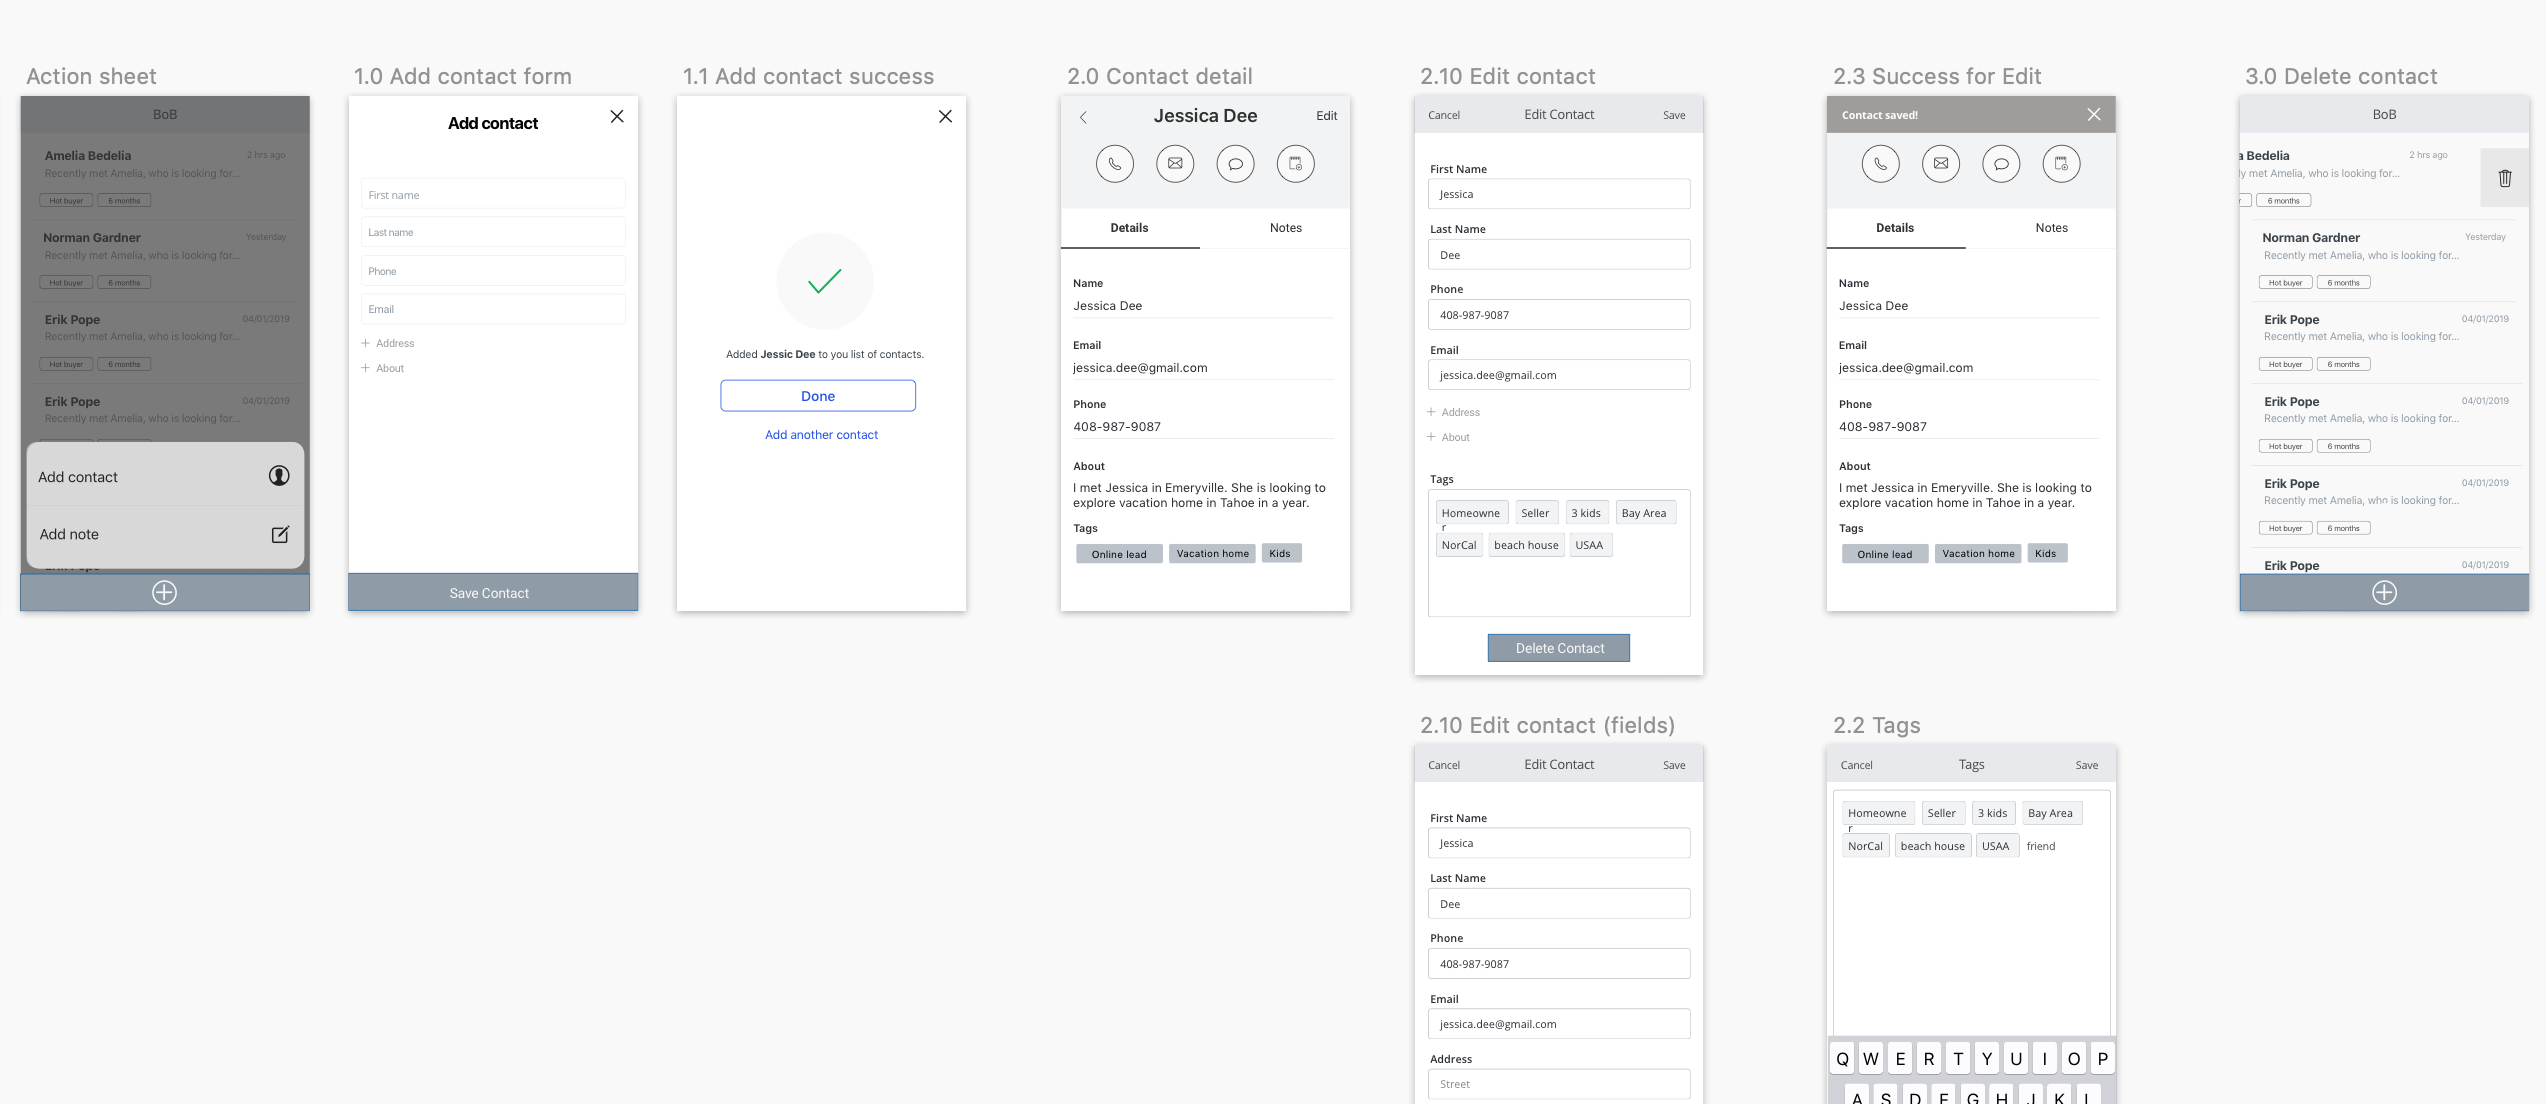 Action sheet
BoB
Amelia Bedelia
2 hrs ago
Recently met Amelia, who is looking for...
Hot buyer
6 months
Norman Gardner
Yesterday
Recently met Amelia, who is looking for...
Hot buyer
6 months
Erik Pope
04/01/2019
Recently met Amelia, who is looking for...
Hot buyer
6 months
Erik Pope
04/01/2019
Recently met Amelia, who is looking for...
Add contact
Add note
1.0 Add contact form
Add contact
First name
Last name
Phone
Email
+ Address
+ About
Save Contact
1.1 Add contact success
Added Jessic Dee to you list of contacts.
Done
Add another contact
2.0 Contact detail
Jessica Dee
Edit
Details
Notes
Name
Jessica Dee
Email
jessica.dee@gmail.com
Phone
408-987-9087
About
I met Jessica in Emeryville. She is looking to
explore vacation home in Tahoe in a year.
Tags
Online lead
Vacation home
Kids
2.10 Edit contact
Cancel
Edit Contact
Save
First Name
Jessica
Last Name
Dee
Phone
408-987-9087
Email
jessica.dee@gmail.com
+ Address
+ About
Tags
Homeowne
r
Seller
3 kids
Bay Area
NorCal
beach house
USAA
Delete Contact
2.3 Success for Edit
Contact saved!
Details
Notes
Name
Jessica Dee
Email
jessica.dee@gmail.com
Phone
408-987-9087
About
I met Jessica in Emeryville. She is looking to
explore vacation home in Tahoe in a year.
Tags
Online lead
Vacation home
Kids
3.0 Delete contact
BoB
a Bedelia
2 hrs ago
ly met Amelia, who is looking for...
r
6 months
Norman Gardner
Yesterday
Recently met Amelia, who is looking for...
Hot buyer
6 months
Erik Pope
04/01/2019
Recently met Amelia, who is looking for...
Hot buyer
6 months
Erik Pope
04/01/2019
Recently met Amelia, who is looking for...
Hot buyer
6 months
Erik Pope
04/01/2019
Recently met Amelia, who is looking for...
Hot buyer
6 months
Erik Pope
04/01/2019
2.10 Edit contact (fields)
Cancel
Edit Contact
Save
First Name
Jessica
Last Name
Dee
Phone
408-987-9087
Email
jessica.dee@gmail.com
Address
Street
2.2 Tags
Cancel
Tags
Save
Homeowne
r
Seller
3 kids
Bay Area
NorCal
beach house
USAA
friend
Q W E R T Y U I O P
A S D F G H J K L